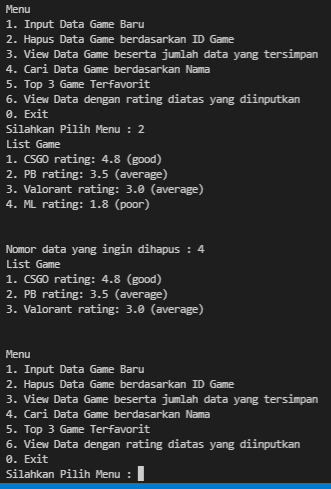 Menu
1. Input Data Game Baru
2. Hapus Data Game berdasarkan ID Game
3. View Data Game beserta jumlah data yang tersimpan
4. Cari Data Game berdasarkan Nama
5. Top 3 Game Terfavorit
6. View Data dengan rating diatas yang diinputkan
0. Exit
Silahkan Pilih Menu : 2
List Game
1. CSGO rating: 4.8 (good)
2. PB rating: 3.5 (average)
3. Valorant rating: 3.0 (average)
4. ML rating: 1.8 (poor)
Nomor data yang ingin dihapus : 4
List Game
1. CSGO rating: 4.8 (good)
2. PB rating: 3.5 (average)
3. Valorant rating: 3.0 (average)
Menu
1. Input Data Game Baru
2. Hapus Data Game berdasarkan ID Game
3. View Data Game beserta jumlah data yang tersimpan
4. Cari Data Game berdasarkan Nama
5. Top 3 Game Terfavorit
6. View Data dengan rating diatas yang diinputkan
0. Exit
Silahkan Pilih Menu :